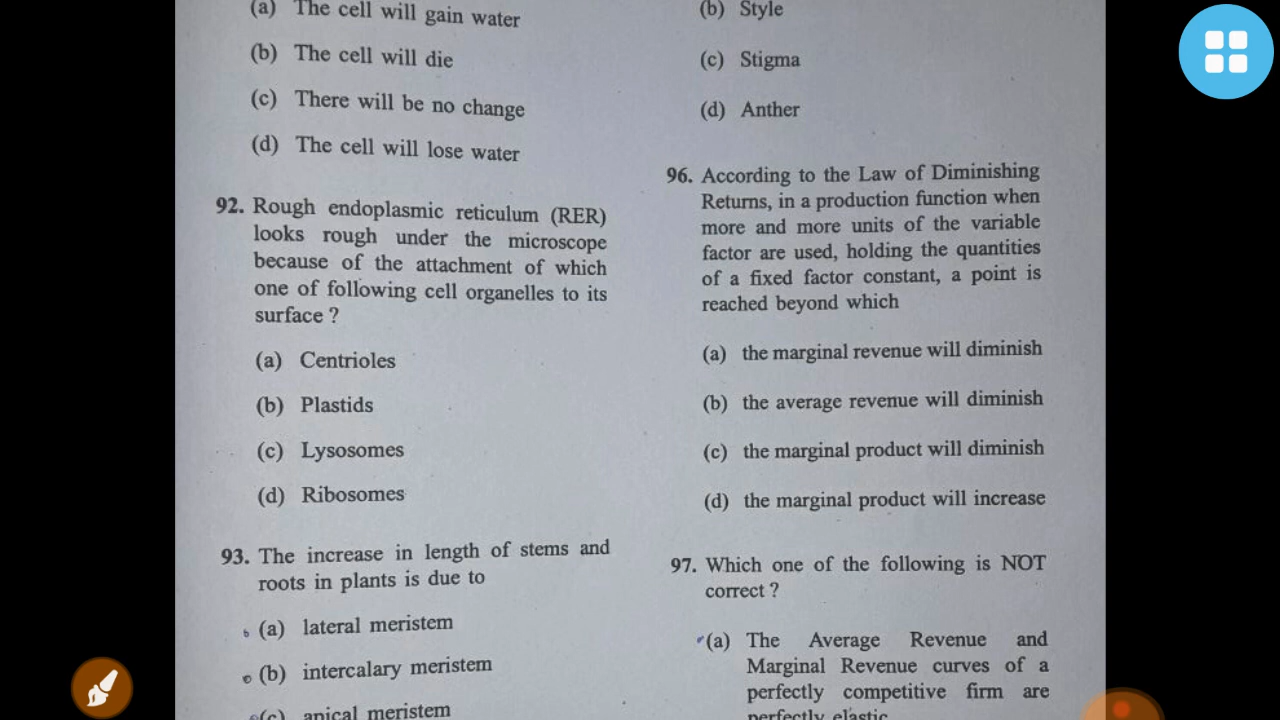 (a) The cell will gain water
(b) The cell will die
(c) There will be no change
(d) The cell will lose water
92. Rough endoplasmic reticulum (RER)
looks rough under the microscope
because of the attachment of which
one of following cell organelles to its
surface ?
(a) Centrioles
(b) Plastids
(c) Lysosomes
(d) Ribosomes
93. The increase in length of stems and
roots in plants is due to
(a) lateral meristem
(b) intercalary meristem
(c) apical meristem
(b) Style
(c) Stigma
(d) Anther
96. According to the Law of Diminishing
Returns, in a production function when
more and more units of the variable
factor are used, holding the quantities
of a fixed factor constant, a point is
reached beyond which
(a) the marginal revenue will diminish
(b) the average revenue will diminish
(c) the marginal product will diminish
(d) the marginal product will increase
97. Which one of the following is NOT
correct ?
(a) The Average Revenue and
Marginal Revenue curves of a
perfectly competitive firm are
perfectly elastic